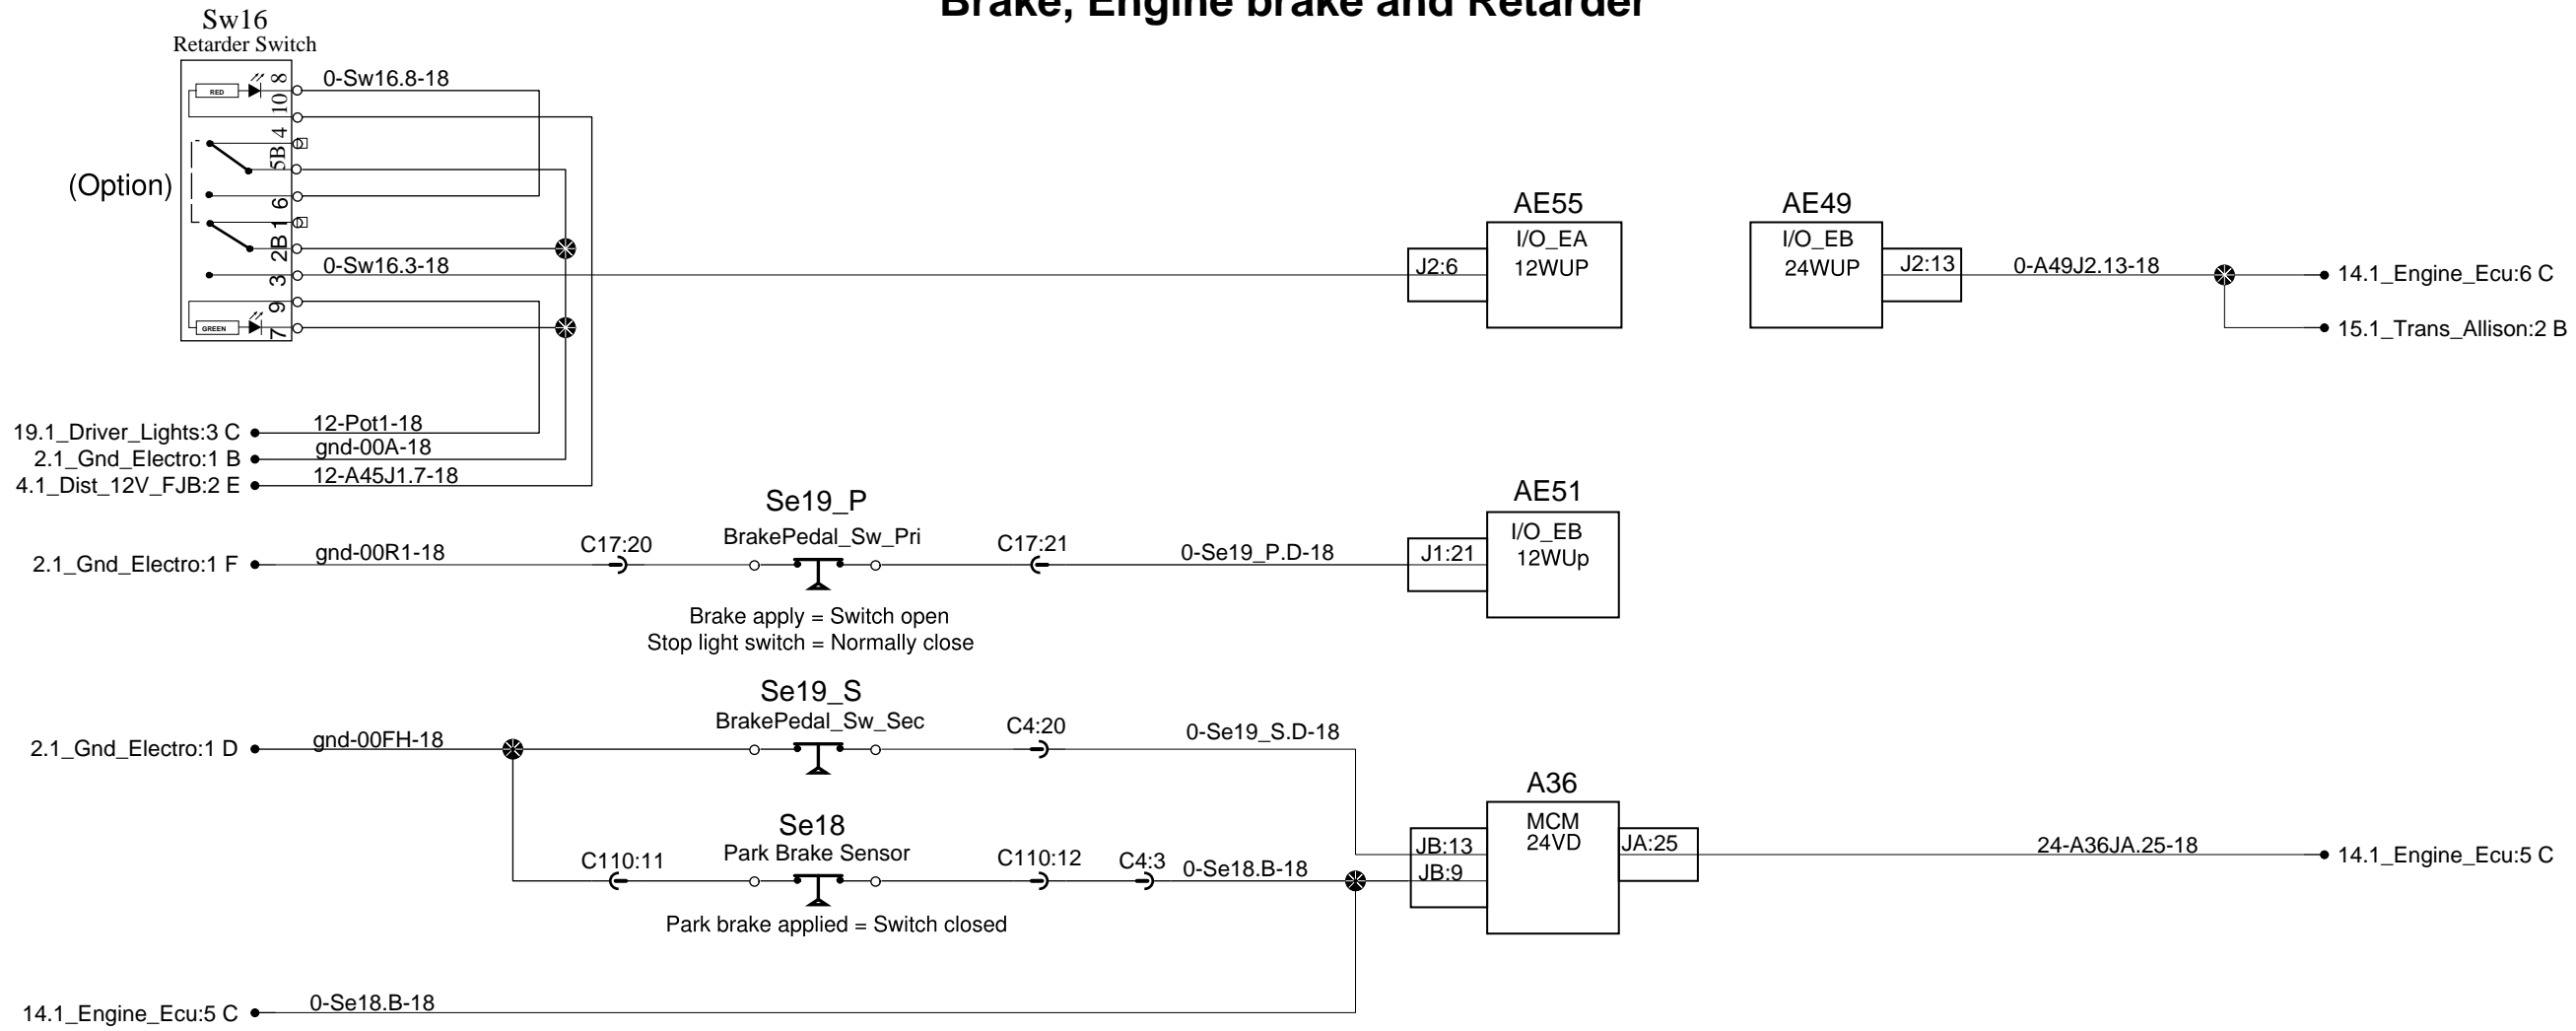 Brake, Engine brake and Retarder
Sw16
Retarder Switch
(Option)
RED
8
10
4
5B
6
1
2B
3
9
7
GREEN
0-Sw16.8-18
0-Sw16.3-18
19.1_Driver_Lights:3 C
12-Pot1-18
2.1_Gnd_Electro:1 B
gnd-00A-18
4.1_Dist_12V_FJB:2 E
12-A45J1.7-18
AE55
I/O_EA
12WUP
J2:6
AE49
I/O_EB
24WUP
J2:13
0-A49J2.13-18
14.1_Engine_Ecu:6 C
15.1_Trans_Allison:2 B
2.1_Gnd_Electro:1 F
gnd-00R1-18
C17:20
Se19_P
BrakePedal_Sw_Pri
C17:21
0-Se19_P.D-18
AE51
I/O_EB
12WUp
J1:21
Brake apply = Switch open
Stop light switch = Normally close
2.1_Gnd_Electro:1 D
gnd-00FH-18
Se19_S
BrakePedal_Sw_Sec
C4:20
0-Se19_S.D-18
C110:11
Se18
Park Brake Sensor
C110:12
C4:3
0-Se18.B-18
Park brake applied = Switch closed
A36
MCM
24VD
JB:13
JB:9
JA:25
24-A36JA.25-18
14.1_Engine_Ecu:5 C
14.1_Engine_Ecu:5 C
0-Se18.B-18